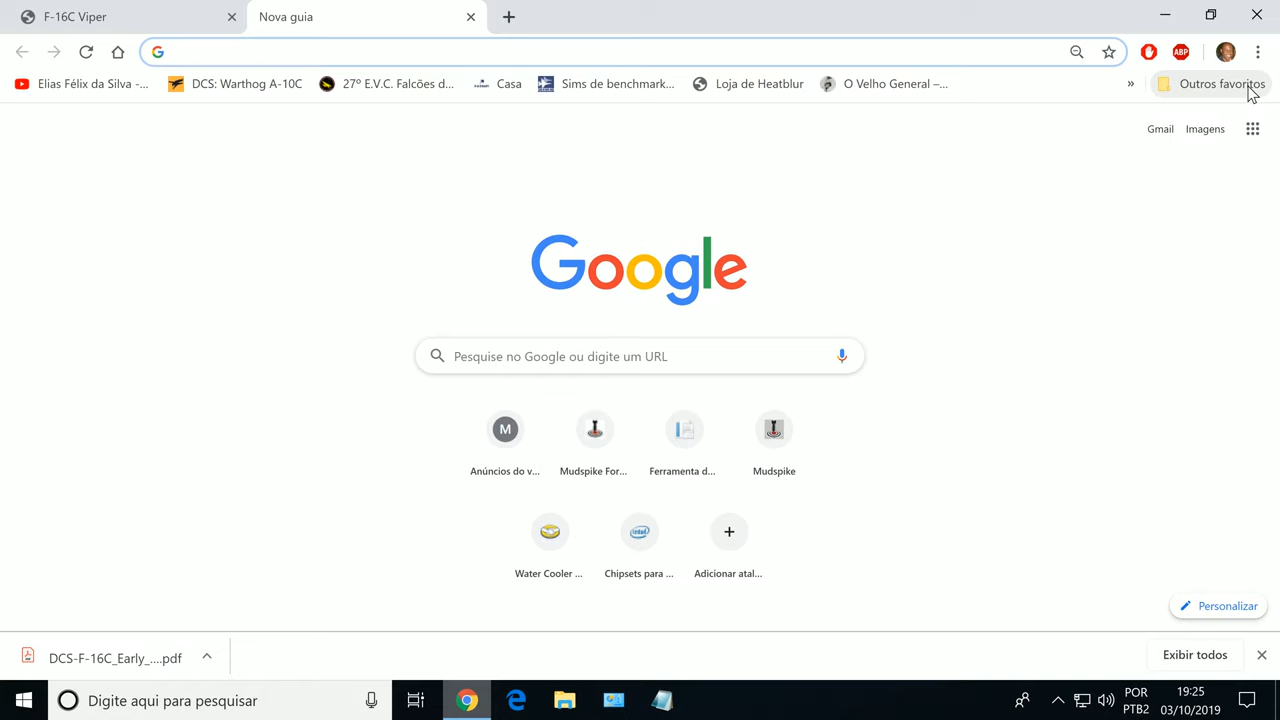 F-16C Viper
Nova guia
Elias Félix da Silva -...
DCS: Warthog A-10C
27º E.V.C. Falcões d...
Casa
Sims de benchmark...
Loja de Heatblur
O Velho General –...
»
Outros favoritos
Gmail
Imagens
Google
Pesquise no Google ou digite um URL
M
Anúncios do v...
Mudspike For...
Ferramenta d...
Mudspike
intel
Water Cooler ...
Chipsets para ...
Adicionar atal...
Personalizar
DCS-F-16C_Early_....pdf
Exibir todos
Digite aqui para pesquisar
POR
PTB2
19:25
03/10/2019
ABP